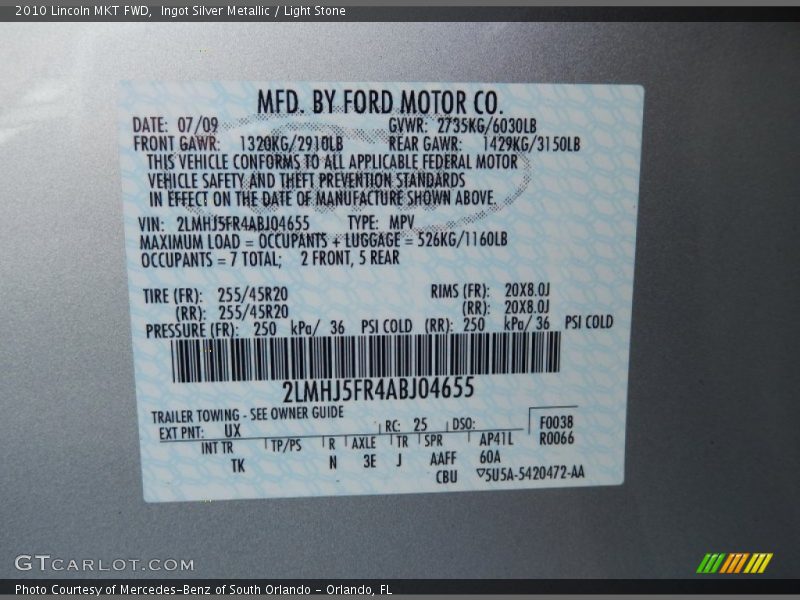 2010 Lincoln MKT FWD,  Ingot Silver Metallic / Light Stone
MFD. BY FORD MOTOR CO.
DATE: 07/09 GVWR: 2735KG/6030LB
FRONT GAWR: 1320KG/2910LB REAR GAWR: 1429KG/3150LB
THIS VEHICLE CONFORMS TO ALL APPLICABLE FEDERAL MOTOR
VEHICLE SAFETY AND THEFT PREVENTION STANDARDS
IN EFFECT ON THE DATE OF MANUFACTURE SHOWN ABOVE.
VIN: 2LMHJ5FR4ABJ04655 TYPE: MPV
MAXIMUM LOAD = OCCUPANTS + LUGGAGE = 526KG/1160LB
OCCUPANTS = 7 TOTAL; 2 FRONT, 5 REAR
TIRE (FR): 255/45R20 RIMS (FR): 20X8.0J
(RR): 255/45R20 (RR): 20X8.0J
PRESSURE (FR): 250 kPa/ 36 PSI COLD (RR): 250 kPa/ 36 PSI COLD
2LMHJ5FR4ABJ04655
TRAILER TOWING - SEE OWNER GUIDE
EXT PNT: UX RC: 25 DSO: F0038
INT TR TP/PS R AXLE TR SPR AP41L R0066
TK N 3E J AAFF 60A
CBU ▽5U5A-5420472-AA
GTCARLOT.COM
Photo Courtesy of Mercedes-Benz of South Orlando - Orlando, FL